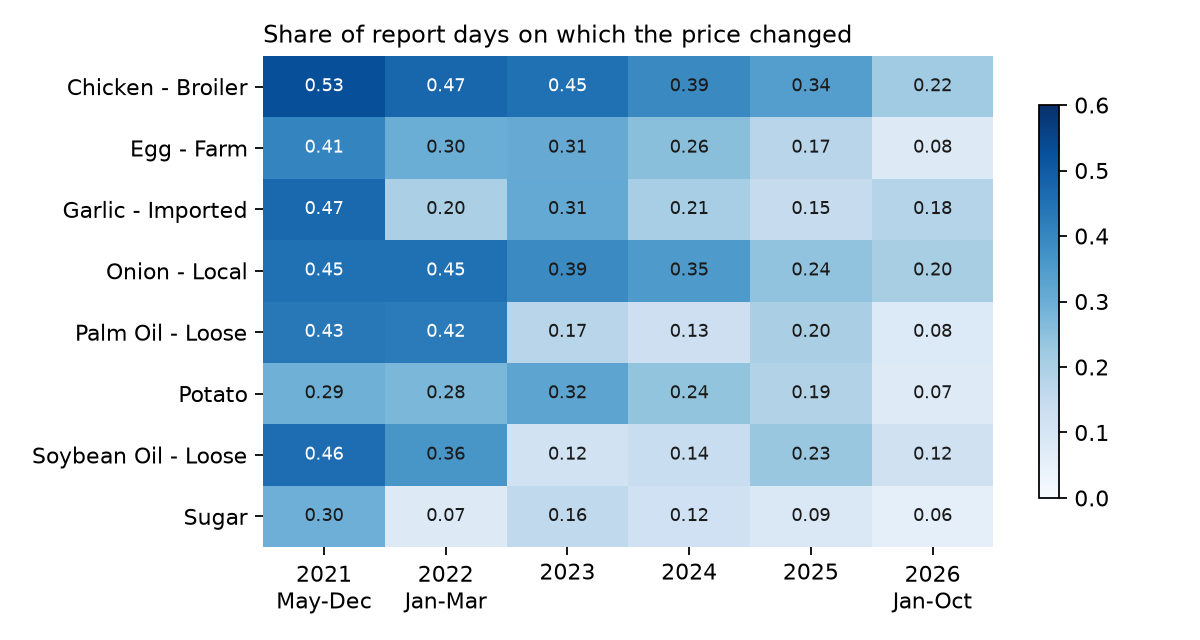 Share of report days on which the price changed
Chicken - Broiler 0.53 0.47 0.45 0.39 0.34 0.22
Egg - Farm 0.41 0.30 0.31 0.26 0.17 0.08
Garlic - Imported 0.47 0.20 0.31 0.21 0.15 0.18
Onion - Local 0.45 0.45 0.39 0.35 0.24 0.20
Palm Oil - Loose 0.43 0.42 0.17 0.13 0.20 0.08
Potato 0.29 0.28 0.32 0.24 0.19 0.07
Soybean Oil - Loose 0.46 0.36 0.12 0.14 0.23 0.12
Sugar 0.30 0.07 0.16 0.12 0.09 0.06
2021 2022 2023 2024 2025 2026
May-Dec Jan-Mar Jan-Oct
0.6
0.5
0.4
0.3
0.2
0.1
0.0